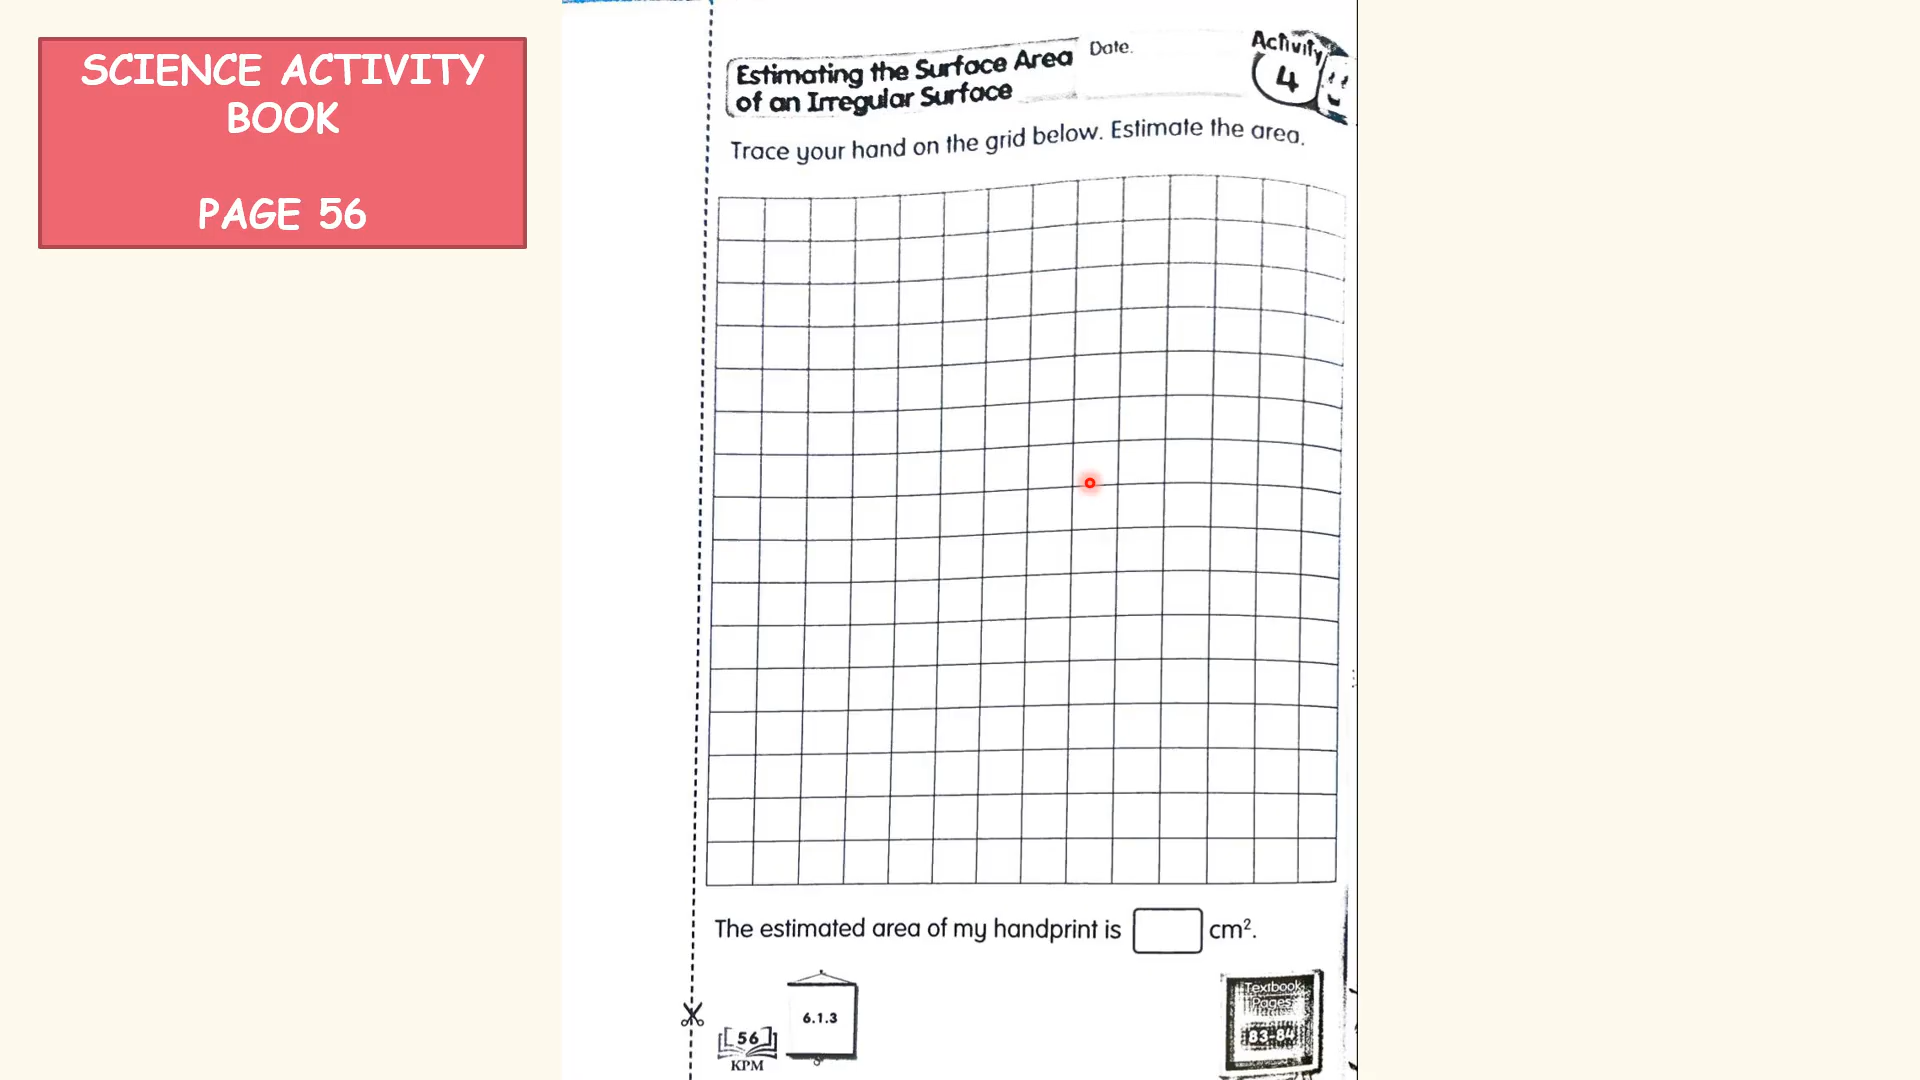 SCIENCE ACTIVITY
BOOK
PAGE 56
Estimating the Surface Area
of an Irregular Surface
Date.
Activity
4
Trace your hand on the grid below. Estimate the area.
The estimated area of my handprint is cm².
6.1.3
56
KPM
Textbook
Pages
83-84